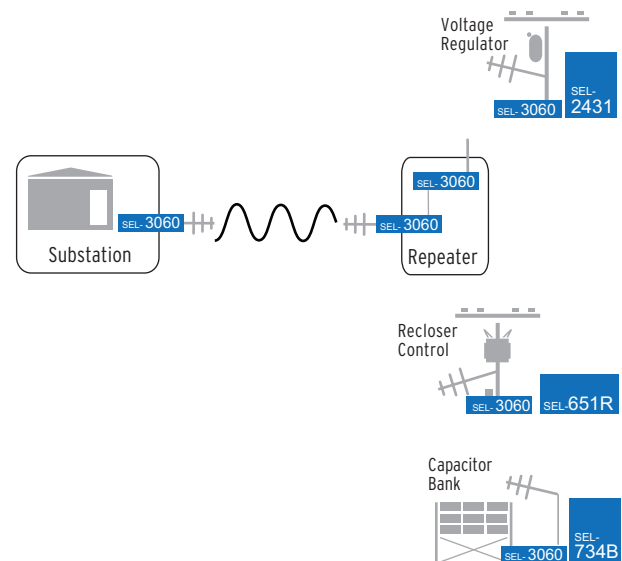 Voltage
Regulator
SEL-3060
SEL-
2431
SEL-3060
SEL-3060
Substation
SEL-3060
Repeater
Recloser
Control
SEL-3060
SEL-651R
Capacitor
Bank
SEL-3060
SEL-
734B